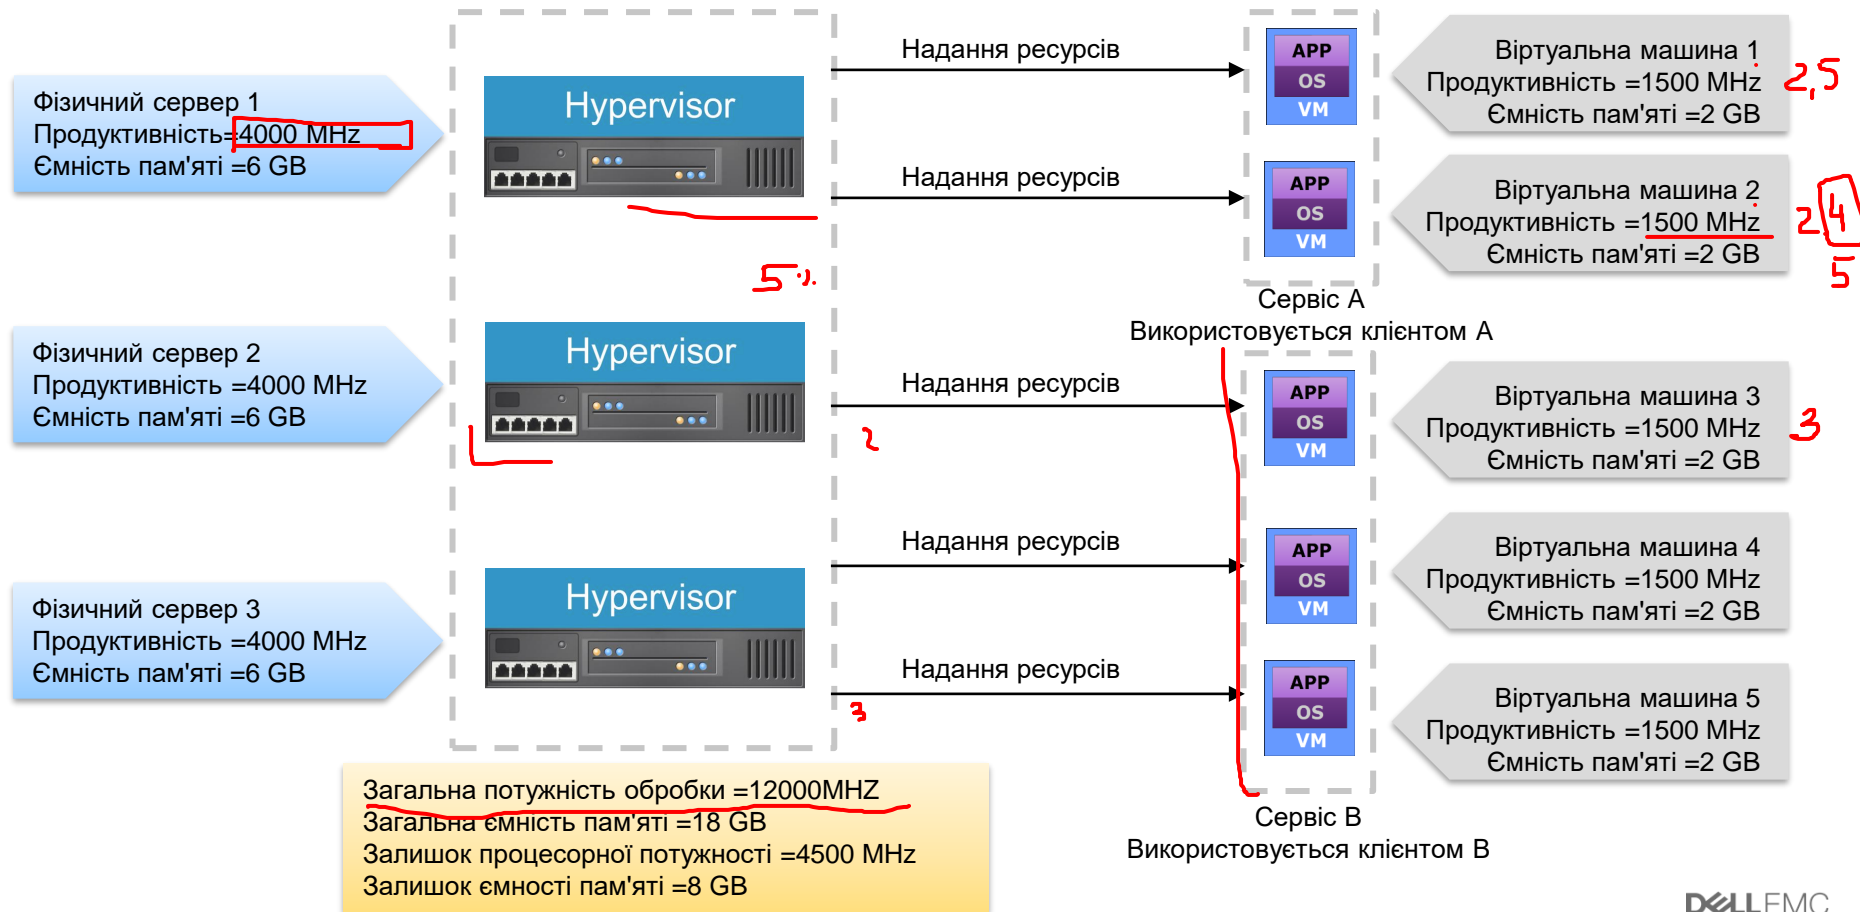 Фізичний сервер 1
Продуктивність=4000 MHz
Ємність пам'яті =6 GB
Hypervisor
Надання ресурсів
APP
OS
VM
Віртуальна машина 1
Продуктивність =1500 MHz
Ємність пам'яті =2 GB
2,5
Надання ресурсів
APP
OS
VM
Віртуальна машина 2
Продуктивність =1500 MHz
Ємність пам'яті =2 GB
2,4
5
5%
Сервіс А
Використовується клієнтом А
Фізичний сервер 2
Продуктивність =4000 MHz
Ємність пам'яті =6 GB
Hypervisor
2
Надання ресурсів
APP
OS
VM
Віртуальна машина 3
Продуктивність =1500 MHz
Ємність пам'яті =2 GB
3
Фізичний сервер 3
Продуктивність =4000 MHz
Ємність пам'яті =6 GB
Hypervisor
3
Надання ресурсів
APP
OS
VM
Віртуальна машина 4
Продуктивність =1500 MHz
Ємність пам'яті =2 GB
Надання ресурсів
APP
OS
VM
Віртуальна машина 5
Продуктивність =1500 MHz
Ємність пам'яті =2 GB
Сервіс В
Використовується клієнтом В
Загальна потужність обробки =12000MHZ
Загальна ємність пам'яті =18 GB
Залишок процесорної потужності =4500 MHz
Залишок ємності пам'яті =8 GB
DELLEMC